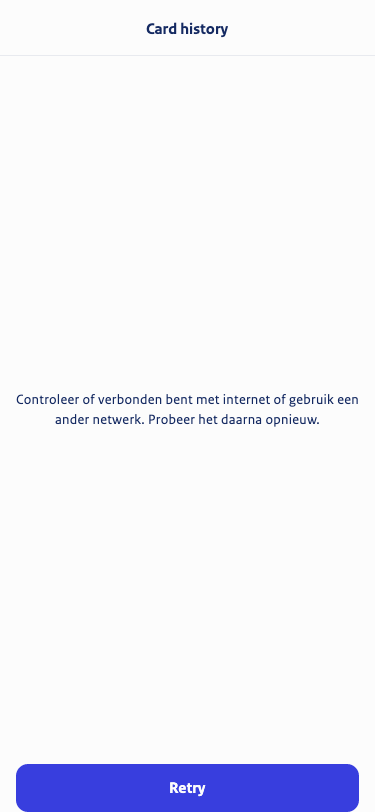 Card history
Controleer of verbonden bent met internet of gebruik een
ander netwerk. Probeer het daarna opnieuw.
Retry